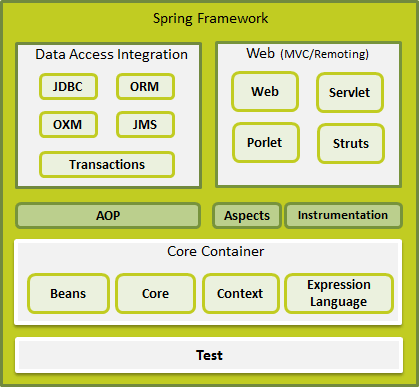 Spring Framework
Data Access Integration
JDBC
ORM
OXM
JMS
Transactions
Web (MVC/Remoting)
Web
Servlet
Porlet
Struts
AOP
Aspects
Instrumentation
Core Container
Beans
Core
Context
Expression
Language
Test